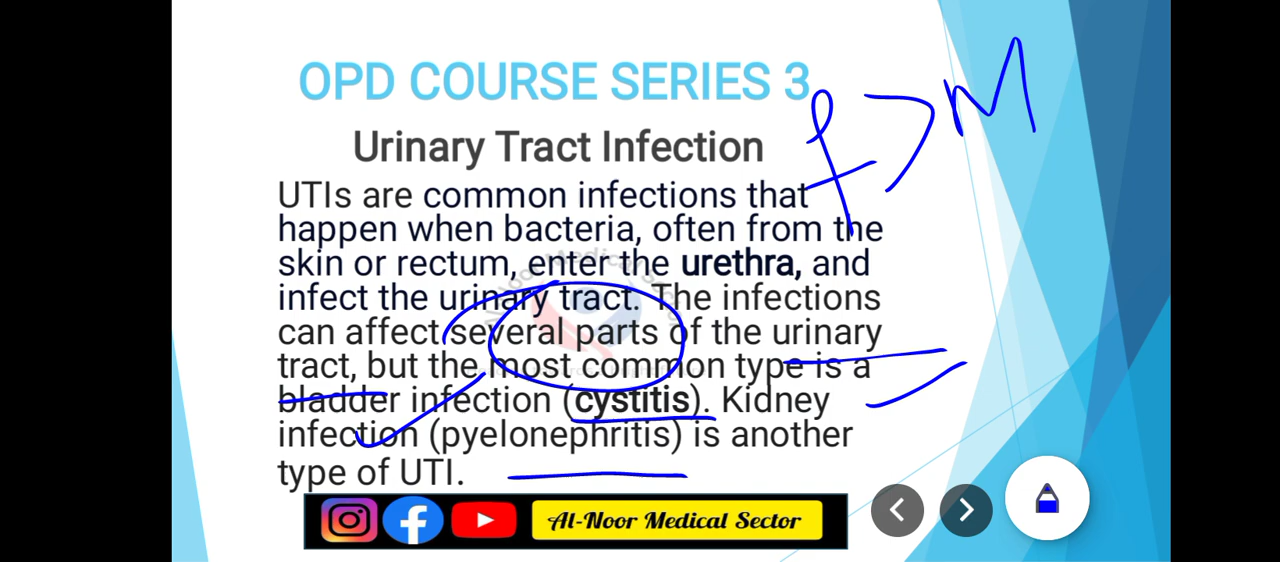 OPD COURSE SERIES 3
f > M
Urinary Tract Infection
UTIs are common infections that
happen when bacteria, often from the
skin or rectum, enter the urethra, and
infect the urinary tract. The infections
can affect several parts of the urinary
tract, but the most common type is a
bladder infection (cystitis). Kidney
infection (pyelonephritis) is another
type of UTI.
Al-Noor Medical Sector